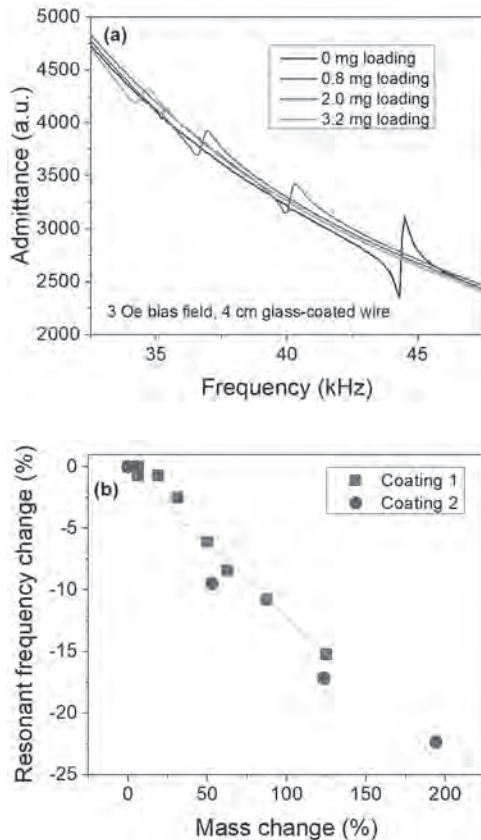 (a)
0 mg loading
0.8 mg loading
2.0 mg loading
3.2 mg loading
Admittance (a.u.)
5000
4500
4000
3500
3000
2500
2000
3 Oe bias field, 4 cm glass-coated wire
35 40 45
Frequency (kHz)
(b)
Coating 1
Coating 2
Resonant frequency change (%)
0
-5
-10
-15
-20
-25
0 50 100 150 200
Mass change (%)